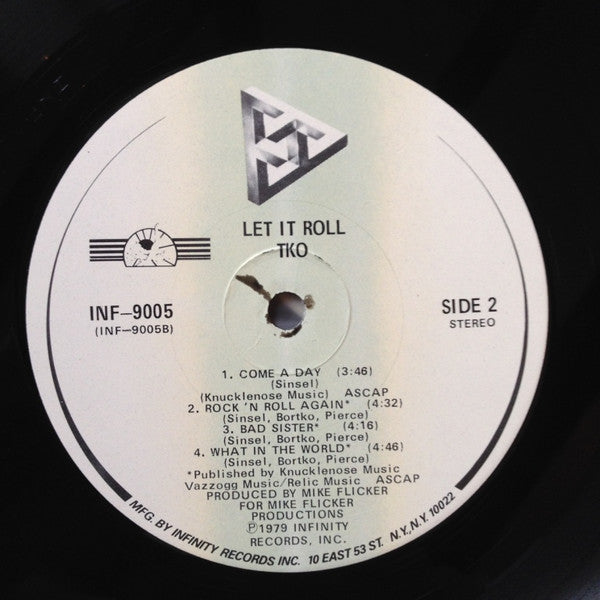 LET IT ROLL
TKO
INF-9005
(INF-9005B)
SIDE 2
STEREO
1. COME A DAY (3:46)
(Sinsel)
(Knucklenose Music) ASCAP
2. ROCK 'N ROLL AGAIN* (4:32)
(Sinsel, Bortko, Pierce)
3. BAD SISTER* (4:16)
(Sinsel, Bortko, Pierce)
4. WHAT IN THE WORLD* (4:46)
(Sinsel, Bortko, Pierce)
*Published by Knucklenose Music
Vazzogg Music/Relic Music ASCAP
PRODUCED BY MIKE FLICKER
FOR MIKE FLICKER
PRODUCTIONS
℗1979 INFINITY
RECORDS, INC.
MFG. BY INFINITY RECORDS INC. 10 EAST 53 ST. N.Y., N.Y. 10022